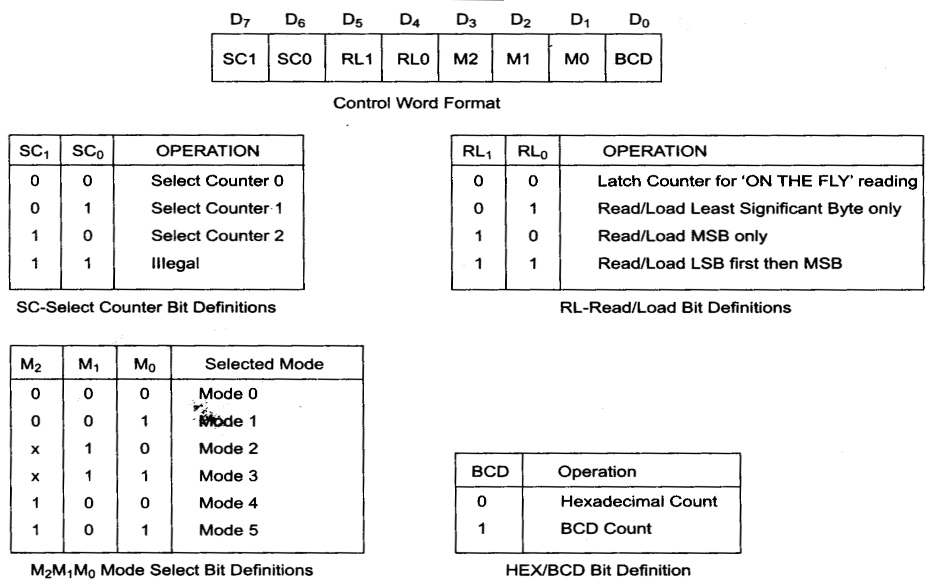 D₇ D₆ D₅ D₄ D₃ D₂ D₁ D₀
SC1 SC0 RL1 RL0 M2 M1 M0 BCD
Control Word Format
SC₁ SC₀ OPERATION
0 0 Select Counter 0
0 1 Select Counter 1
1 0 Select Counter 2
1 1 Illegal
SC-Select Counter Bit Definitions
RL₁ RL₀ OPERATION
0 0 Latch Counter for 'ON THE FLY' reading
0 1 Read/Load Least Significant Byte only
1 0 Read/Load MSB only
1 1 Read/Load LSB first then MSB
RL-Read/Load Bit Definitions
M₂ M₁ M₀ Selected Mode
0 0 0 Mode 0
0 0 1 Mode 1
x 1 0 Mode 2
x 1 1 Mode 3
1 0 0 Mode 4
1 0 1 Mode 5
M₂M₁M₀ Mode Select Bit Definitions
BCD Operation
0 Hexadecimal Count
1 BCD Count
HEX/BCD Bit Definition